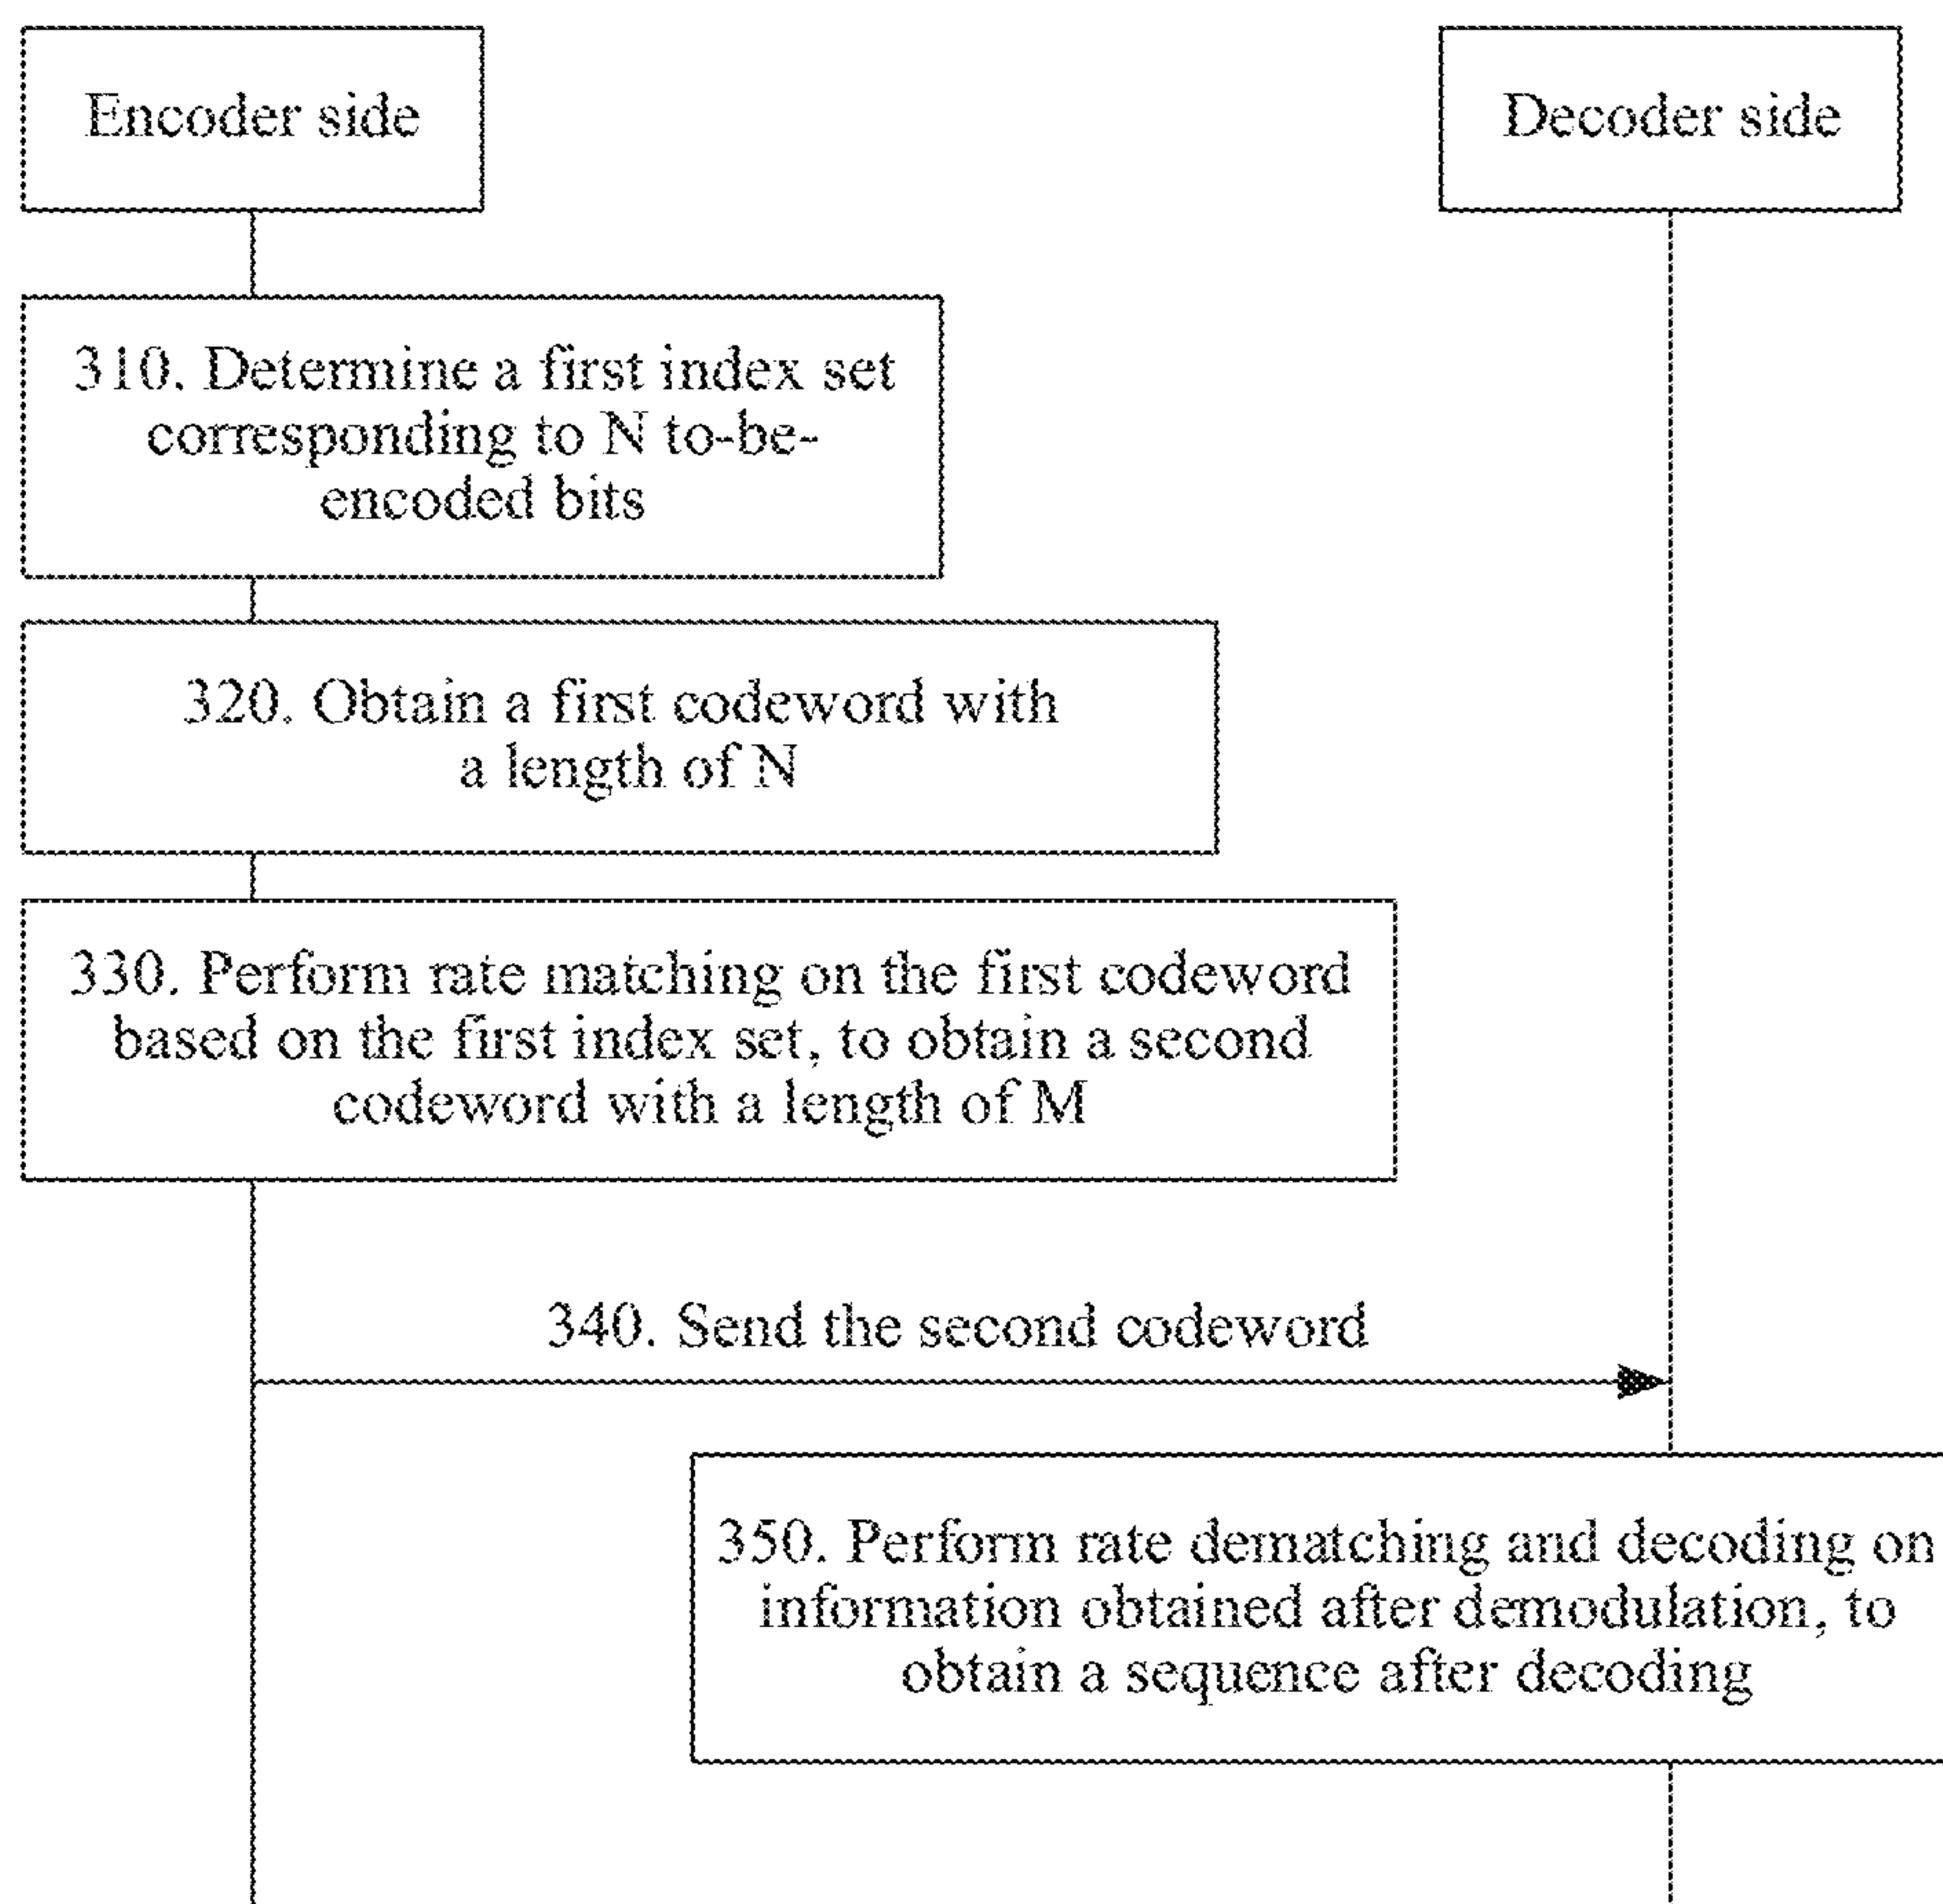 Encoder side
Decoder side
310. Determine a first index set
corresponding to N to-be-
encoded bits
320. Obtain a first codeword with
a length of N
330. Perform rate matching on the first codeword
based on the first index set, to obtain a second
codeword with a length of M
340. Send the second codeword
350. Perform rate dematching and decoding on
information obtained after demodulation, to
obtain a sequence after decoding